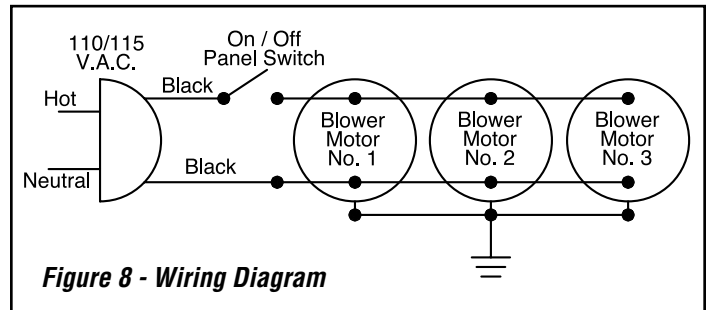 110/115
V.A.C.
On / Off
Panel Switch
Black
Hot
Blower
Motor
No. 1
Blower
Motor
No. 2
Blower
Motor
No. 3
Black
Neutral
Figure 8 - Wiring Diagram